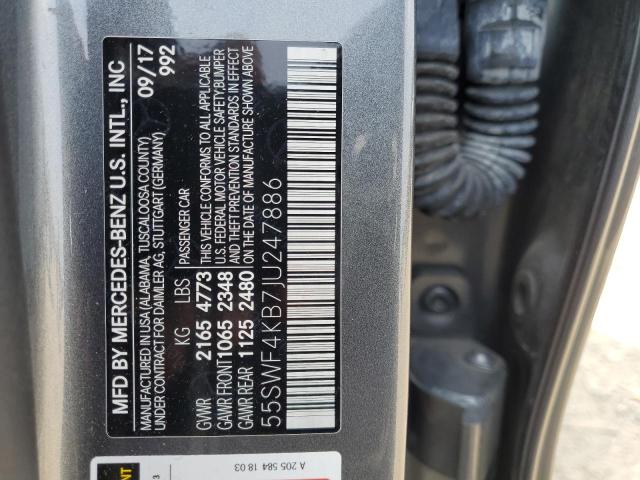 MFD BY MERCEDES-BENZ U.S. INTL., INC
MANUFACTURED IN USA (ALABAMA, TUSCALOOSA COUNTY) 09/17
UNDER CONTRACT FOR DAIMLER AG, STUTTGART (GERMANY) 992
KG LBS PASSENGER CAR
GVWR 2165 4773 THIS VEHICLE CONFORMS TO ALL APPLICABLE
GAWR FRONT 1065 2348 U.S. FEDERAL MOTOR VEHICLE SAFETY, BUMPER
AND THEFT PREVENTION STANDARDS IN EFFECT
GAWR REAR 1125 2480 ON THE DATE OF MANUFACTURE SHOWN ABOVE
55SWF4KB7JU247886
A 205 584 18 03